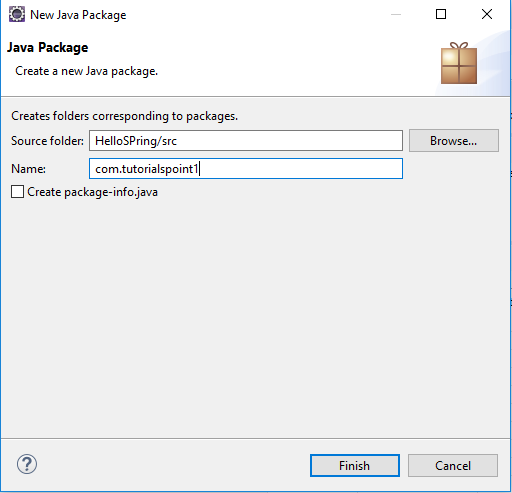 New Java Package
Java Package
Create a new Java package.
Creates folders corresponding to packages.
Source folder: HelloSPring/src Browse...
Name: com.tutorialspoint1
Create package-info.java
? Finish Cancel